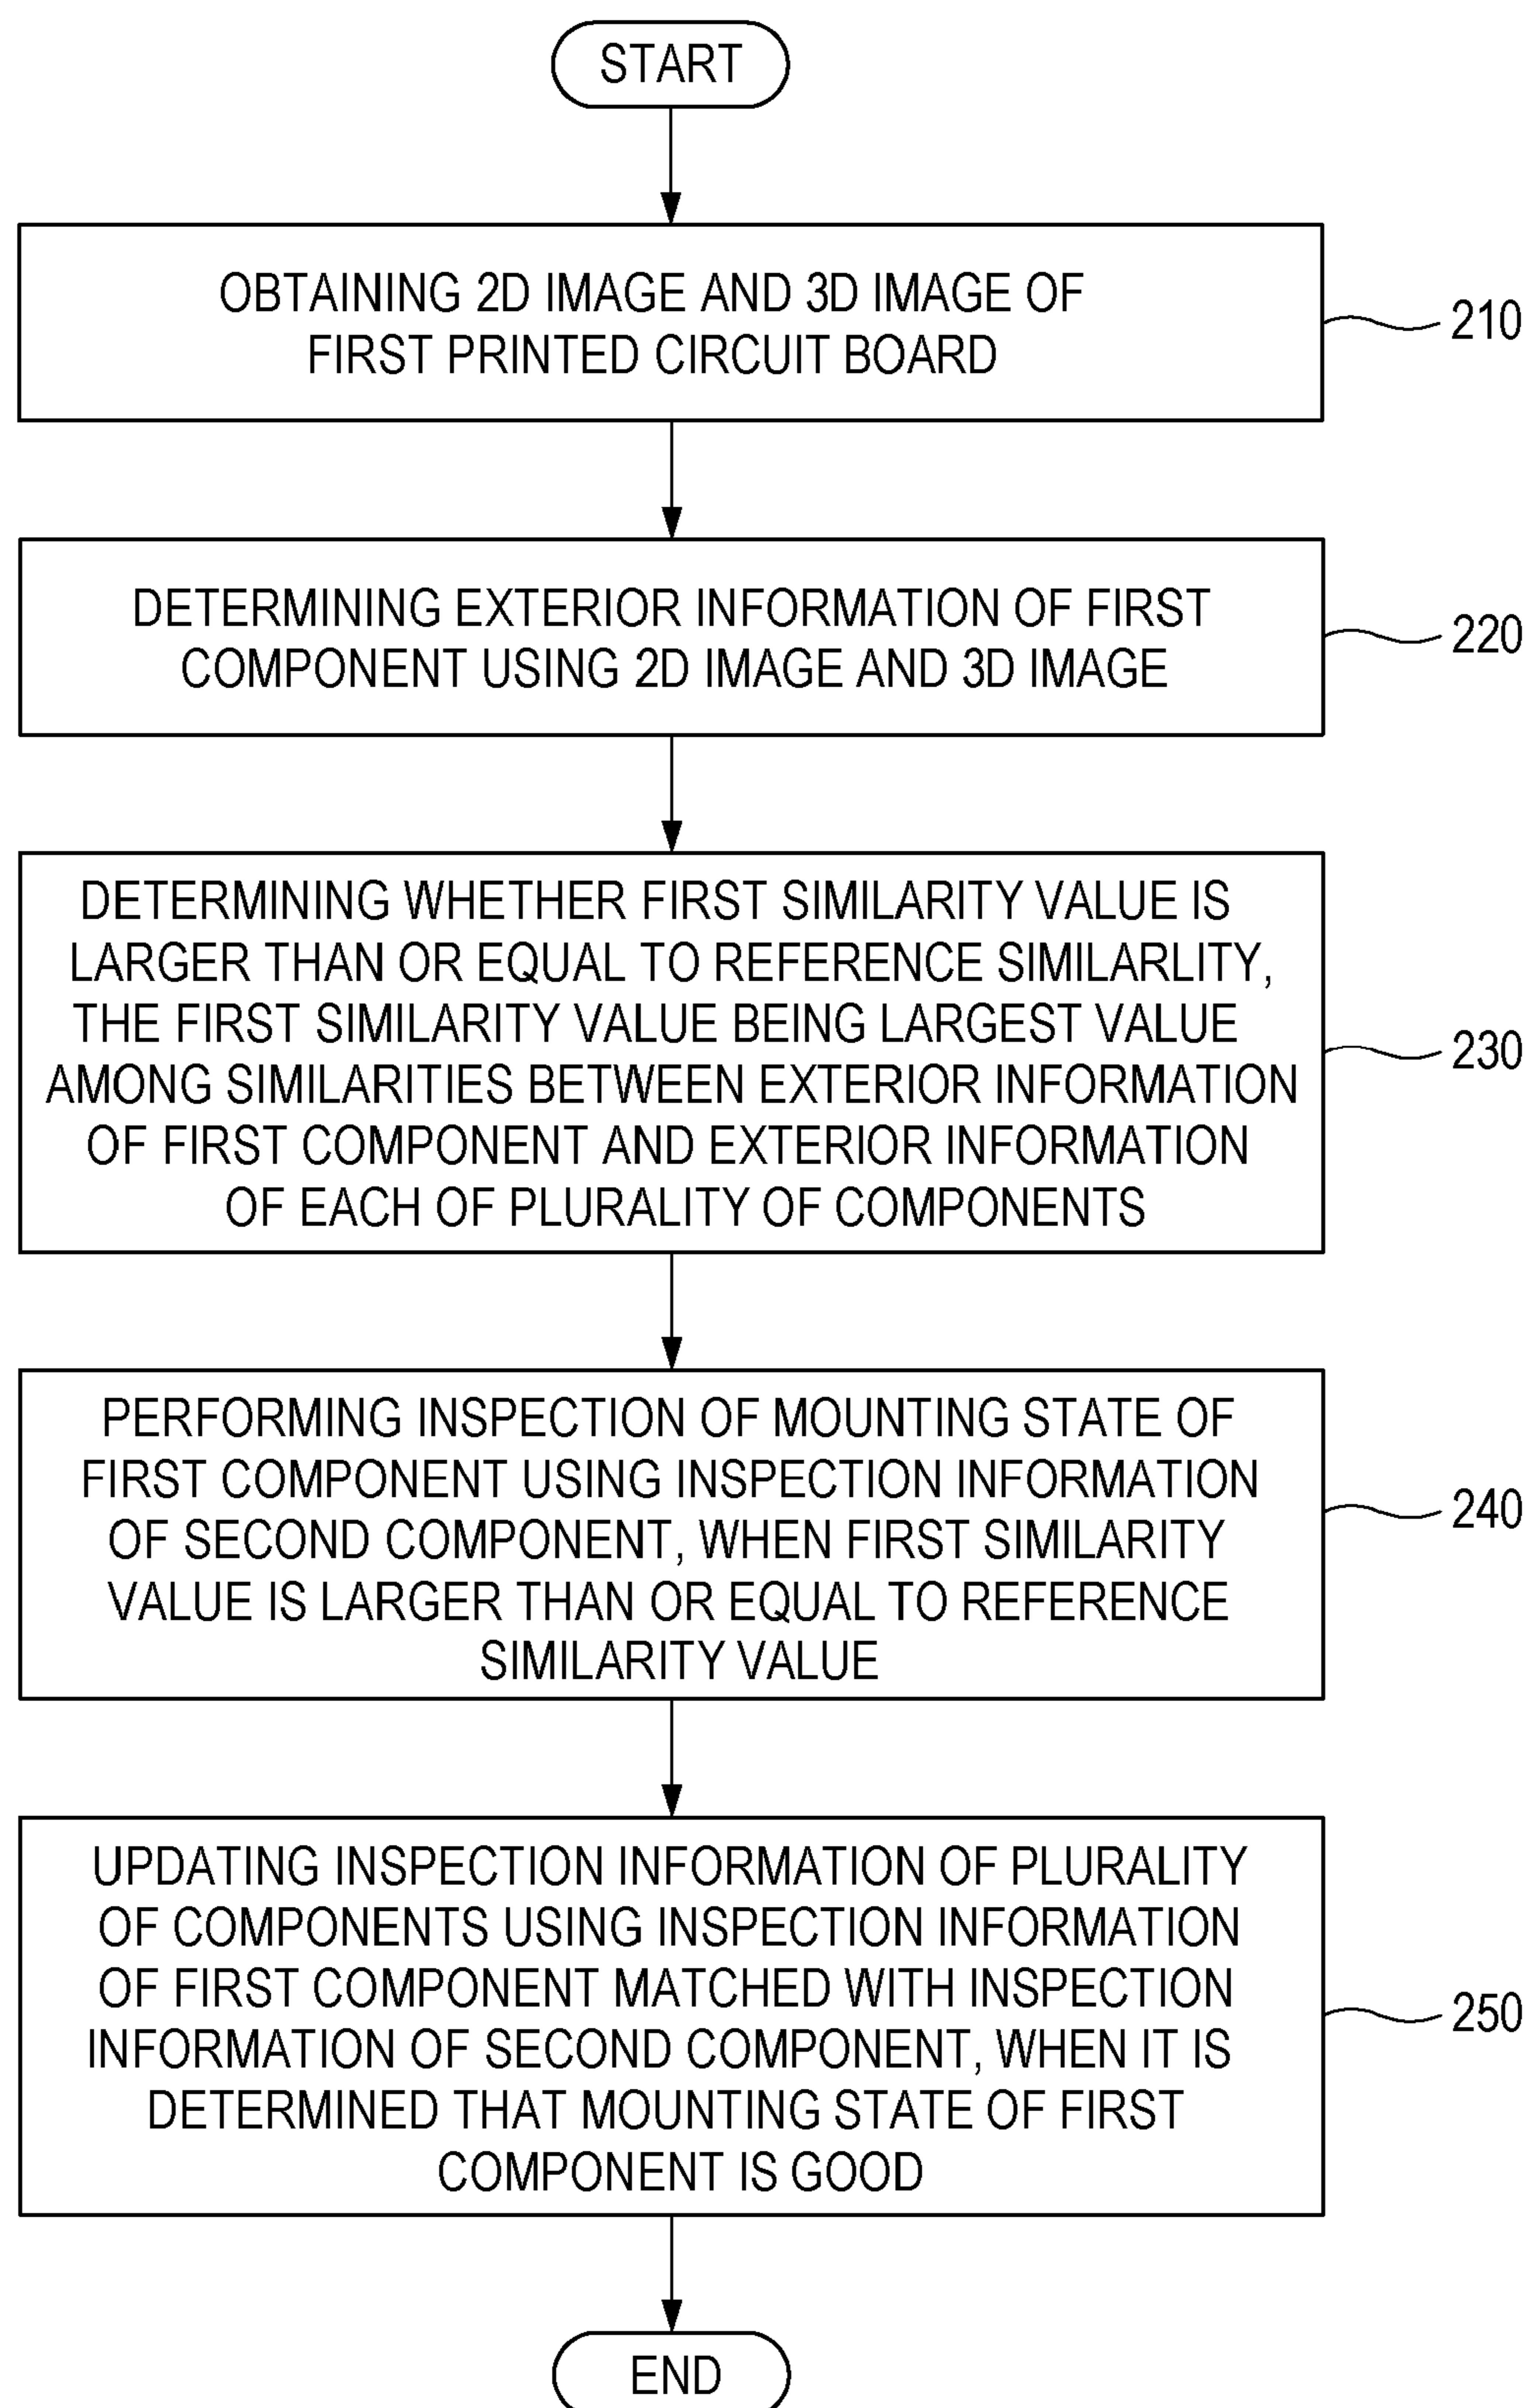 START
OBTAINING 2D IMAGE AND 3D IMAGE OF
FIRST PRINTED CIRCUIT BOARD
210
DETERMINING EXTERIOR INFORMATION OF FIRST
COMPONENT USING 2D IMAGE AND 3D IMAGE
220
DETERMINING WHETHER FIRST SIMILARITY VALUE IS
LARGER THAN OR EQUAL TO REFERENCE SIMILARLITY,
THE FIRST SIMILARITY VALUE BEING LARGEST VALUE
AMONG SIMILARITIES BETWEEN EXTERIOR INFORMATION
OF FIRST COMPONENT AND EXTERIOR INFORMATION
OF EACH OF PLURALITY OF COMPONENTS
230
PERFORMING INSPECTION OF MOUNTING STATE OF
FIRST COMPONENT USING INSPECTION INFORMATION
OF SECOND COMPONENT, WHEN FIRST SIMILARITY
VALUE IS LARGER THAN OR EQUAL TO REFERENCE
SIMILARITY VALUE
240
UPDATING INSPECTION INFORMATION OF PLURALITY
OF COMPONENTS USING INSPECTION INFORMATION
OF FIRST COMPONENT MATCHED WITH INSPECTION
INFORMATION OF SECOND COMPONENT, WHEN IT IS
DETERMINED THAT MOUNTING STATE OF FIRST
COMPONENT IS GOOD
250
END